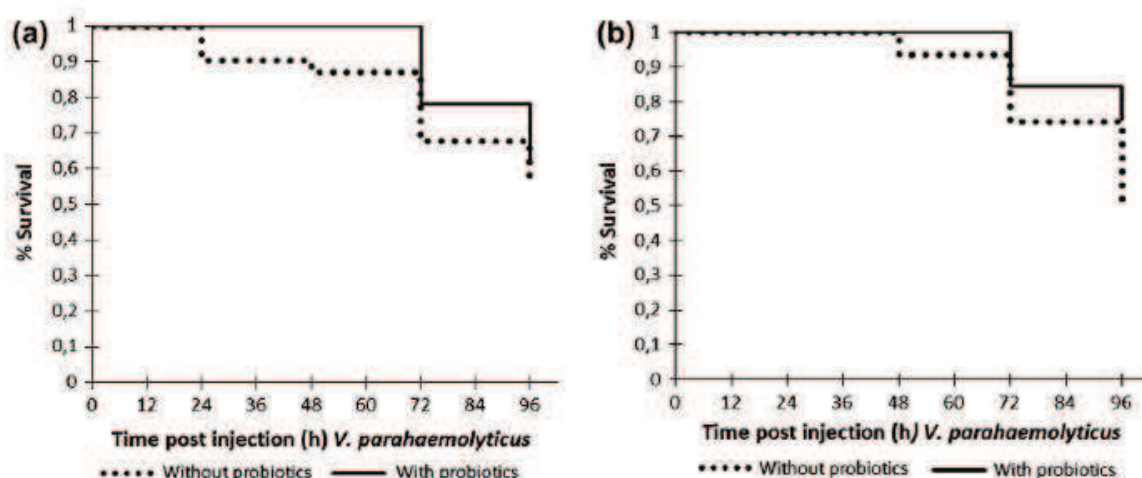 (a)
% Survival
1
0,9
0,8
0,7
0,6
0,5
0,4
0,3
0,2
0,1
0
0 12 24 36 48 60 72 84 96
Time post injection (h) V. parahaemolyticus
Without probiotics With probiotics
(b)
% Survival
1
0,9
0,8
0,7
0,6
0,5
0,4
0,3
0,2
0,1
0
0 12 24 36 48 60 72 84 96
Time post injection (h) V. parahaemolyticus
Without probiotics With probiotics